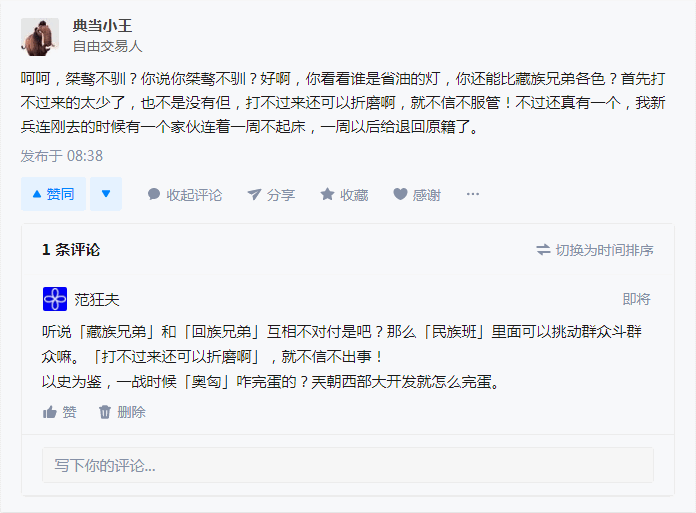 典当小王
自由交易人
呵呵，桀骜不驯？你说你桀骜不驯？好啊，你看看谁是省油的灯，你还能比藏族兄弟各色？首先打
不过来的太少了，也不是没有但，打不过来还可以折磨啊，就不信不服管！不过还真有一个，我新
兵连刚去的时候有一个家伙连着一周不起床，一周以后给退回原籍了。
发布于 08:38
赞同 收起评论 分享 收藏 感谢 ···
1 条评论 切换为时间排序
范狂夫 即将
听说「藏族兄弟」和「回族兄弟」互相不对付是吧？那么「民族班」里面可以挑动群众斗群
众嘛。「打不过来还可以折磨啊」，就不信不出事！
以史为鉴，一战时候「奥匈」咋完蛋的？天朝西部大开发就怎么完蛋。
赞 删除
写下你的评论...